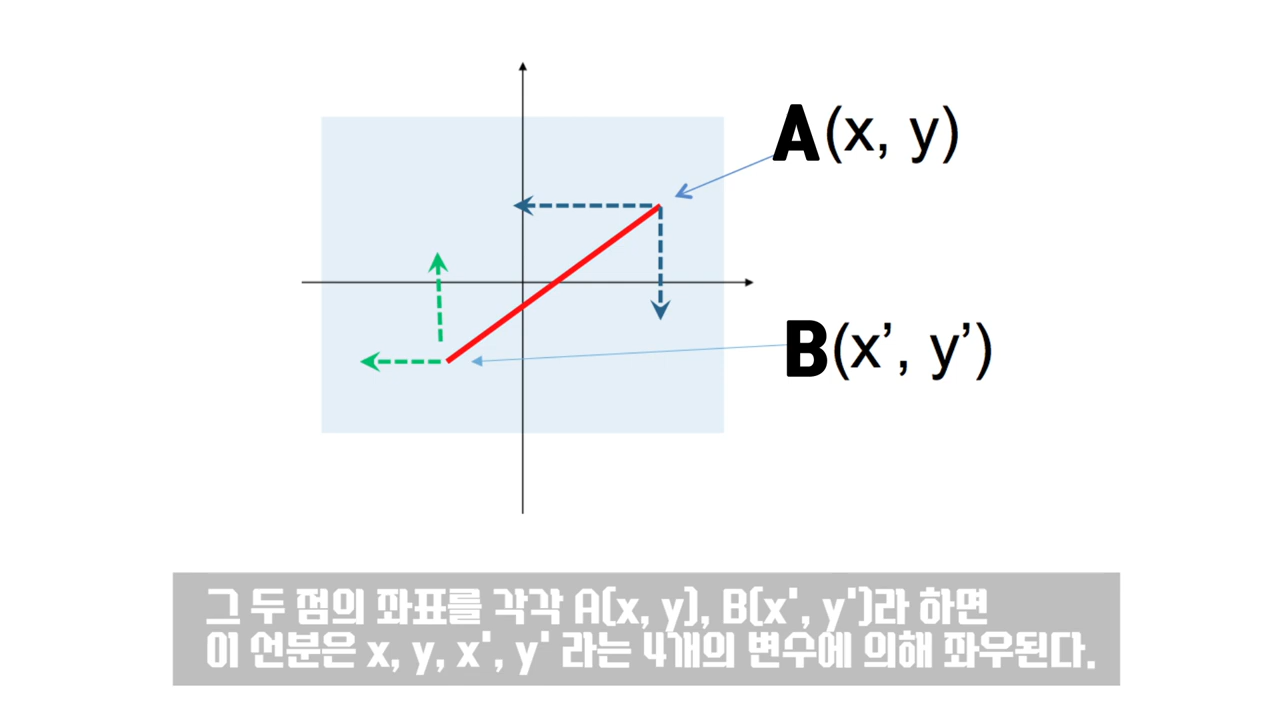 A(x, y)
B(x’, y’)
그 두 점의 좌표를 각각 A(x, y), B(x', y')라 하면
이 선분은 x, y, x', y' 라는 4개의 변수에 의해 좌우된다.